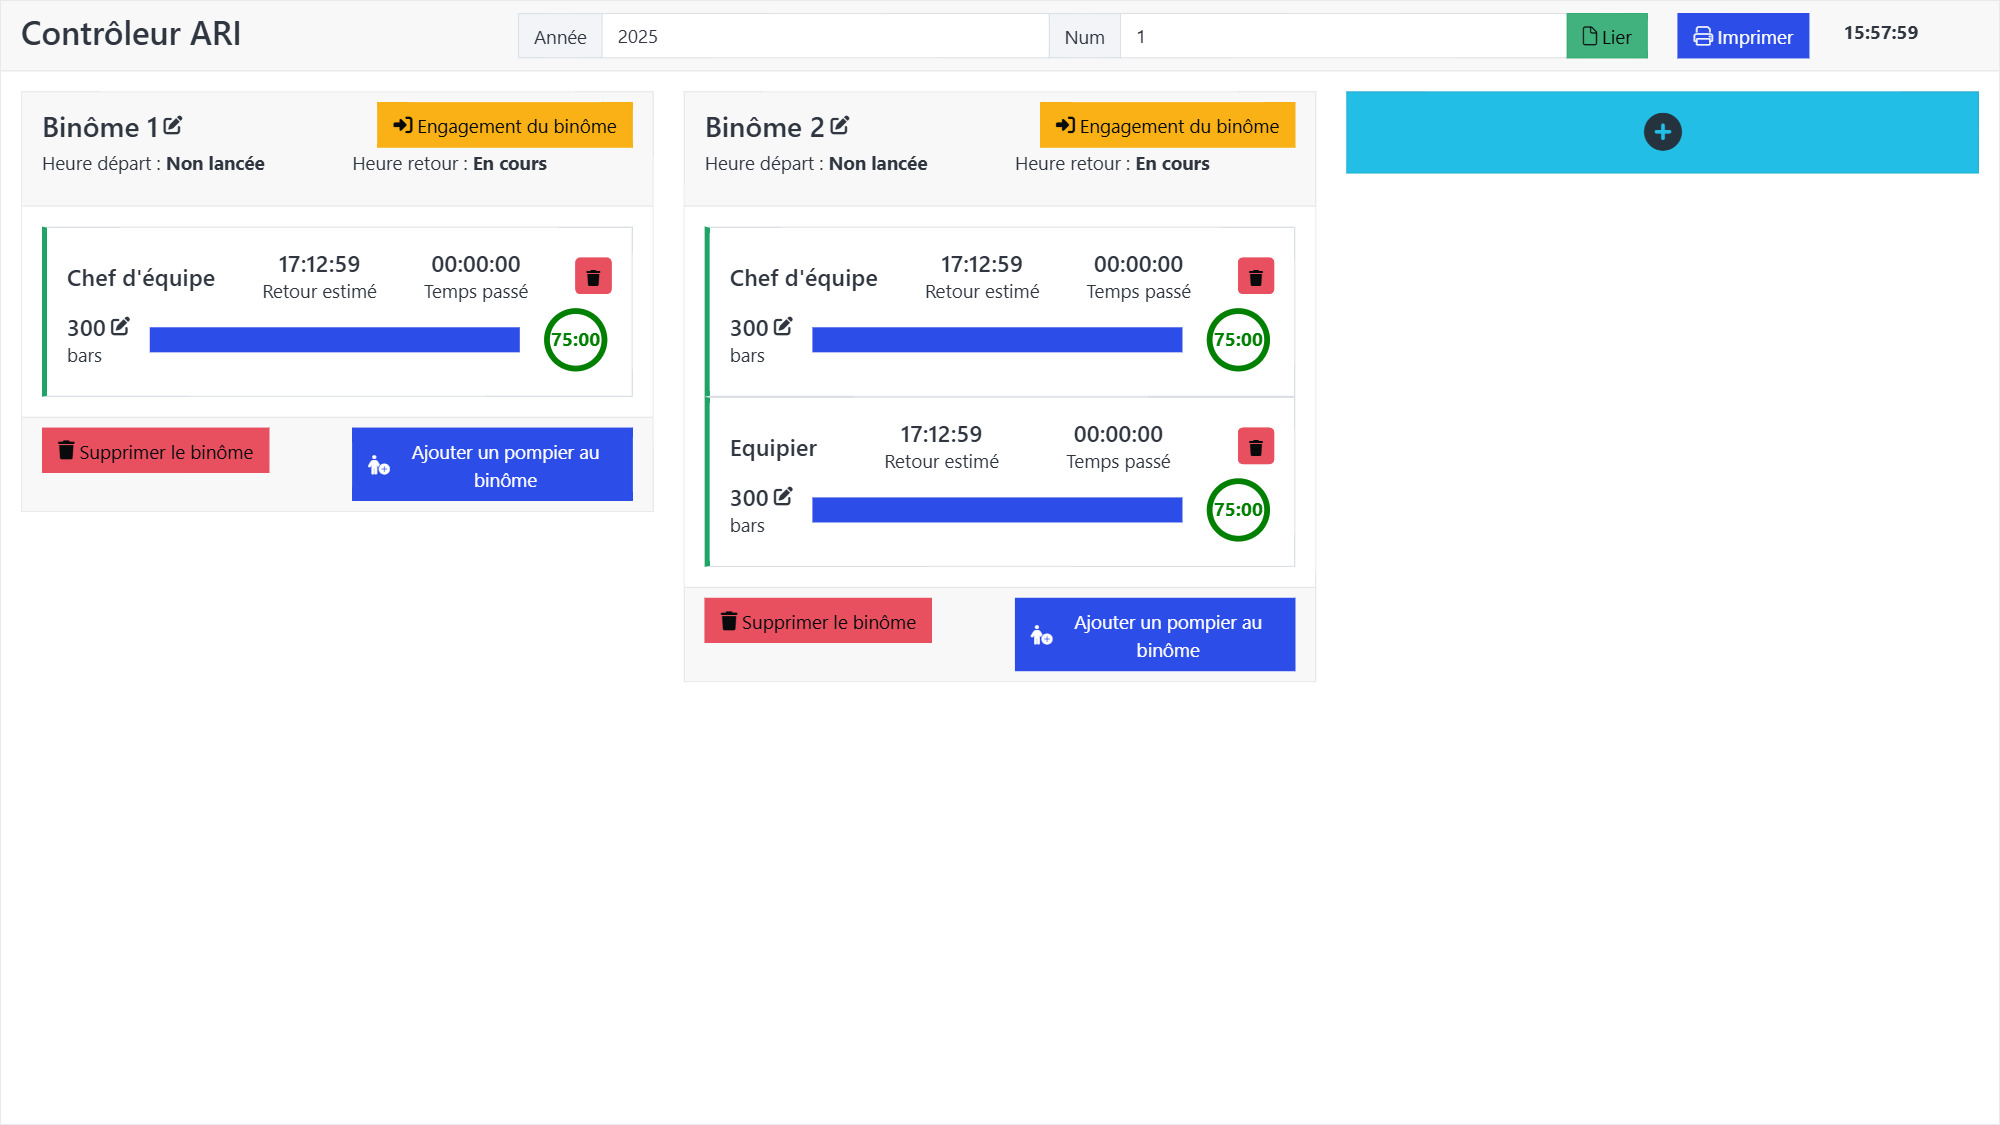 Contrôleur ARI
Année 2025 Num 1 Lier Imprimer 15:57:59
Binôme 1 Engagement du binôme
Heure départ : Non lancée Heure retour : En cours
Chef d'équipe 17:12:59 00:00:00
Retour estimé Temps passé
300 75:00
bars
Supprimer le binôme Ajouter un pompier au
binôme
Binôme 2 Engagement du binôme
Heure départ : Non lancée Heure retour : En cours
Chef d'équipe 17:12:59 00:00:00
Retour estimé Temps passé
300 75:00
bars
Equipier 17:12:59 00:00:00
Retour estimé Temps passé
300 75:00
bars
Supprimer le binôme Ajouter un pompier au
binôme